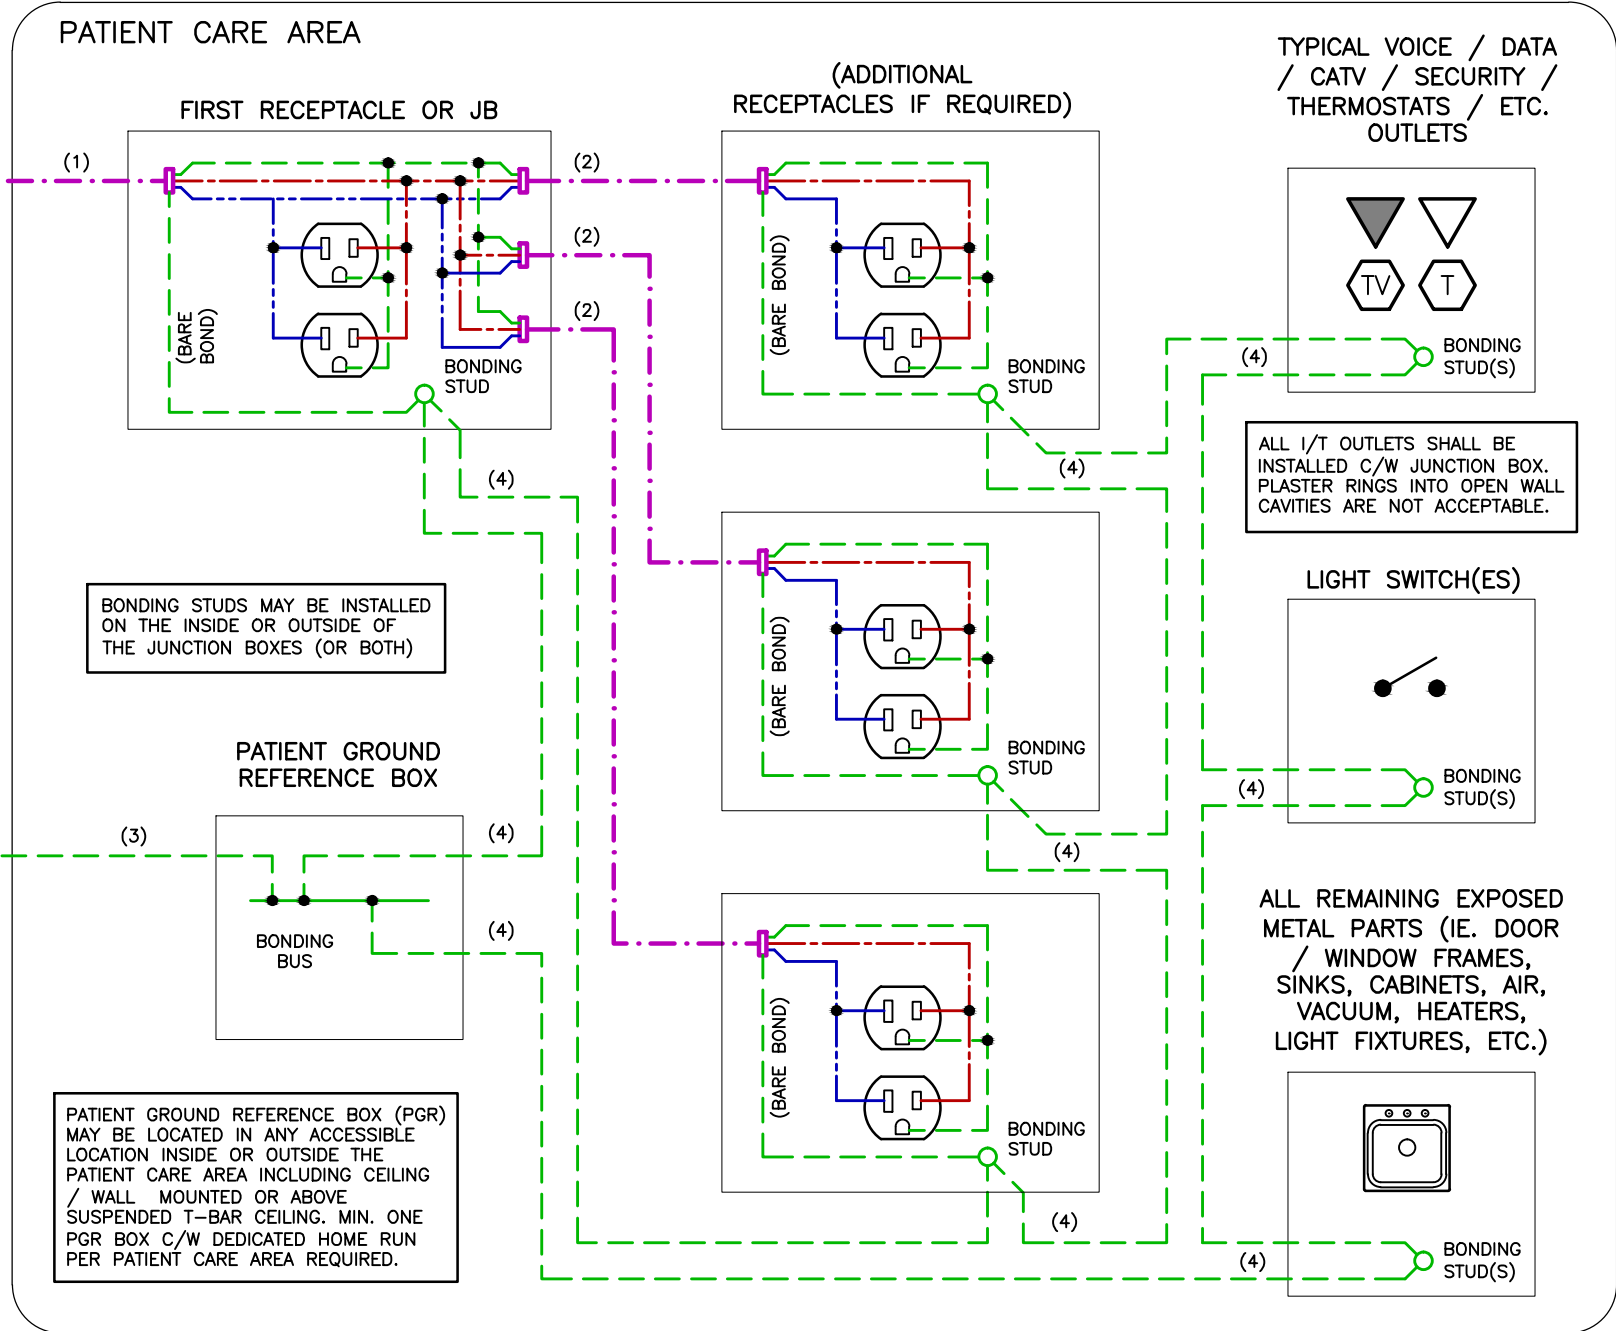 PATIENT CARE AREA
FIRST RECEPTACLE OR JB
(1)
(2)
(2)
(2)
(BARE
BOND)
BONDING
STUD
(4)
(ADDITIONAL
RECEPTACLES IF REQUIRED)
(BARE BOND)
BONDING
STUD
(4)
TYPICAL VOICE / DATA
/ CATV / SECURITY /
THERMOSTATS / ETC.
OUTLETS
TV
T
(4)
BONDING
STUD(S)
ALL I/T OUTLETS SHALL BE
INSTALLED C/W JUNCTION BOX.
PLASTER RINGS INTO OPEN WALL
CAVITIES ARE NOT ACCEPTABLE.
BONDING STUDS MAY BE INSTALLED
ON THE INSIDE OR OUTSIDE OF
THE JUNCTION BOXES (OR BOTH)
(BARE BOND)
BONDING
STUD
(4)
LIGHT SWITCH(ES)
(4)
BONDING
STUD(S)
PATIENT GROUND
REFERENCE BOX
(3)
(4)
(4)
BONDING
BUS
(BARE BOND)
BONDING
STUD
(4)
ALL REMAINING EXPOSED
METAL PARTS (IE. DOOR
/ WINDOW FRAMES,
SINKS, CABINETS, AIR,
VACUUM, HEATERS,
LIGHT FIXTURES, ETC.)
(4)
BONDING
STUD(S)
PATIENT GROUND REFERENCE BOX (PGR)
MAY BE LOCATED IN ANY ACCESSIBLE
LOCATION INSIDE OR OUTSIDE THE
PATIENT CARE AREA INCLUDING CEILING
/ WALL MOUNTED OR ABOVE
SUSPENDED T-BAR CEILING. MIN. ONE
PGR BOX C/W DEDICATED HOME RUN
PER PATIENT CARE AREA REQUIRED.